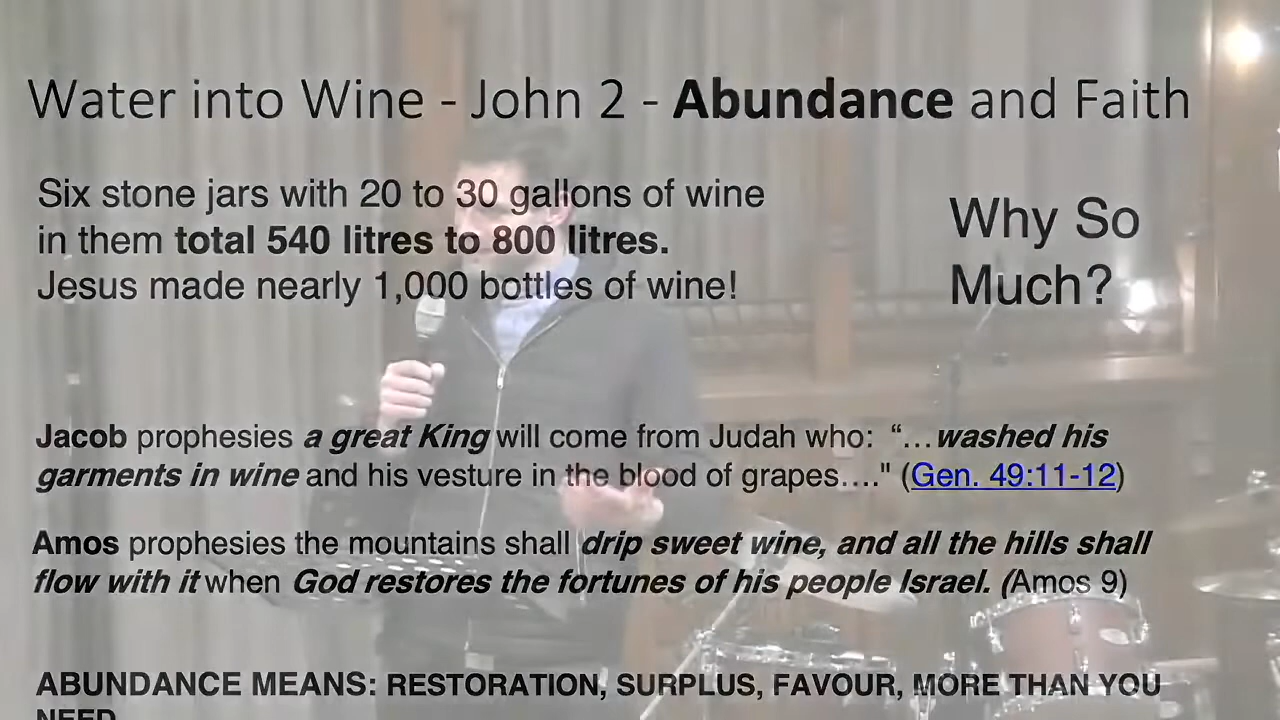 Water into Wine - John 2 - Abundance and Faith
Six stone jars with 20 to 30 gallons of wine
in them total 540 litres to 800 litres.
Jesus made nearly 1,000 bottles of wine!
Why So
Much?
Jacob prophesies a great King will come from Judah who: “…washed his
garments in wine and his vesture in the blood of grapes…." (Gen. 49:11-12)
Amos prophesies the mountains shall drip sweet wine, and all the hills shall
flow with it when God restores the fortunes of his people Israel. (Amos 9)
ABUNDANCE MEANS: RESTORATION, SURPLUS, FAVOUR, MORE THAN YOU
NEED